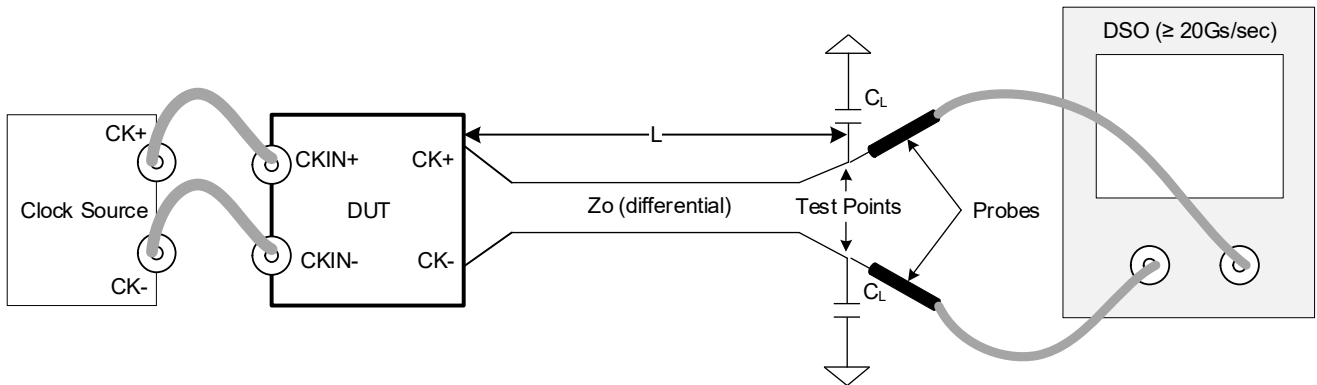 DSO (≥ 20Gs/sec)
CL
CK+
CKIN+
CK+
L
Clock Source
DUT
Zo (differential)
Test Points
Probes
CK-
CKIN-
CK-
CL